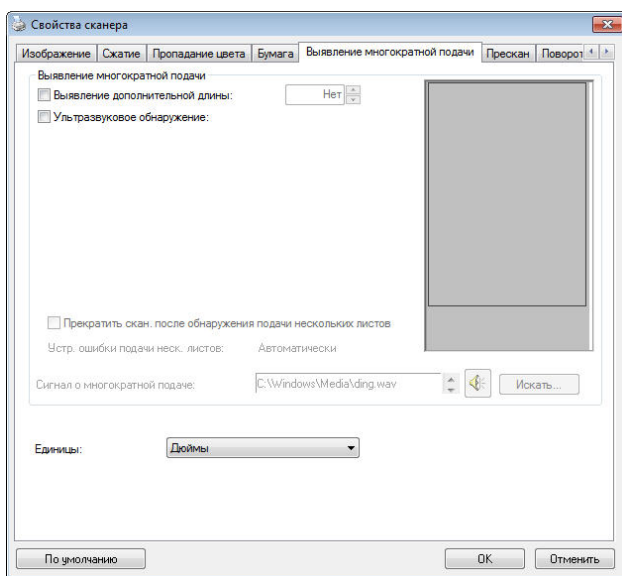 Свойства сканера
Изображение Сжатие Пропадание цвета Бумага Выявление многократной подачи Прескан Поворот
Выявление многократной подачи
Выявление дополнительной длины: Нет
Ультразвуковое обнаружение:
Прекратить скан. после обнаружения подачи нескольких листов
Устр. ошибки подачи неск. листов: Автоматически
Сигнал о многократной подаче: C:\Windows\Media\ding.wav Искать...
Единицы: Дюймы
По умолчанию OK Отменить